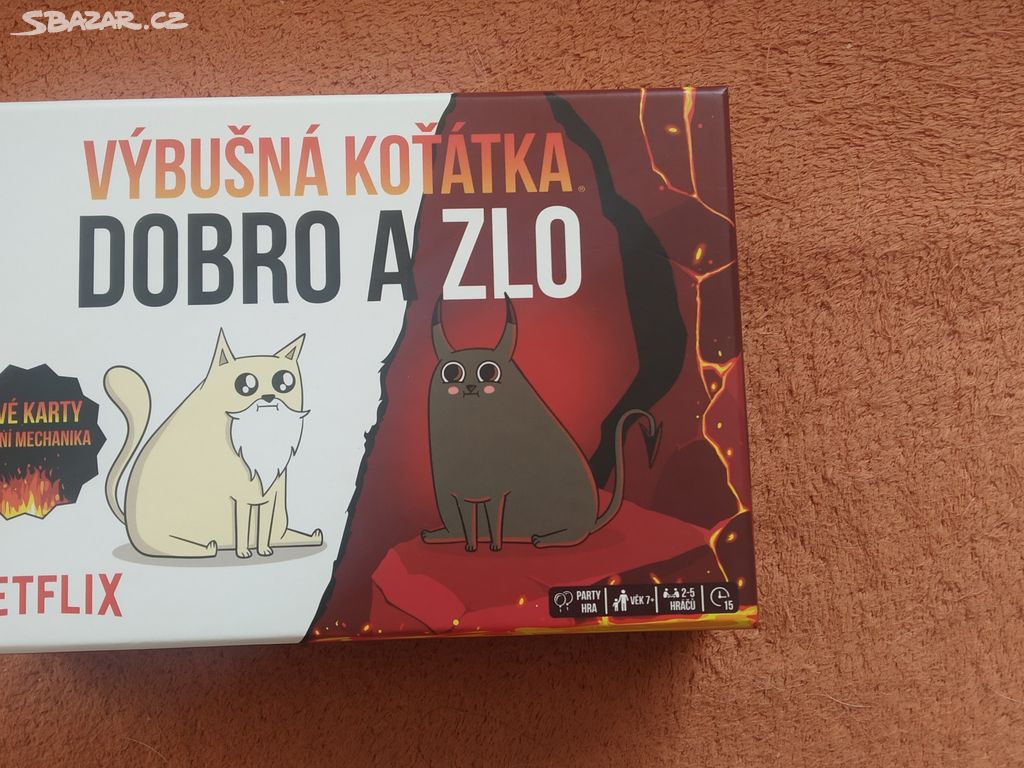 SBAZAR.CZ
VÝBUŠNÁ KOŤÁTKA®
DOBRO A ZLO
VÉ KARTY
NÍ MECHANIKA
ETFLIX
PARTY
HRA
VĚK 7+
2-5
HRÁČŮ
15